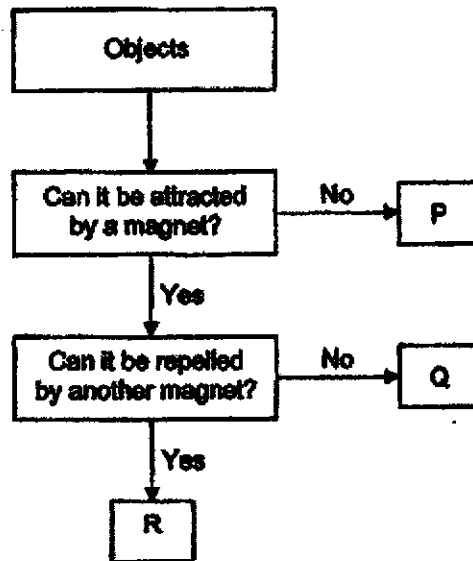 Objects
Can it be attracted
by a magnet?
No
P
Yes
Can it be repelled
by another magnet?
No
Q
Yes
R